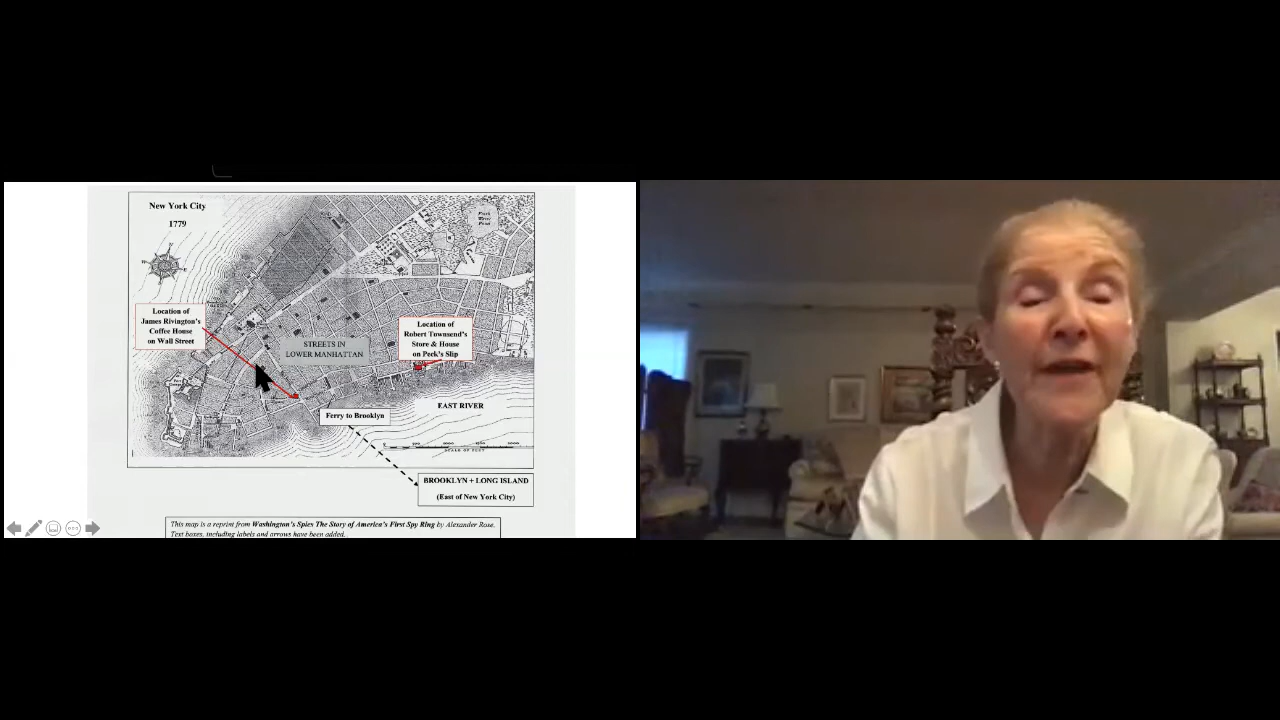 New York City
1779
Location of
James Rivington's
Coffee House
on Wall Street
STREETS IN
LOWER MANHATTAN
Location of
Robert Townsend's
Store & House
on Peck's Slip
Ferry to Brooklyn
EAST RIVER
SCALE OF FEET
BROOKLYN + LONG ISLAND
(East of New York City)
This map is a reprint from Washington's Spies The Story of America's First Spy Ring by Alexander Rose.
Text boxes, including labels and arrows have been added.